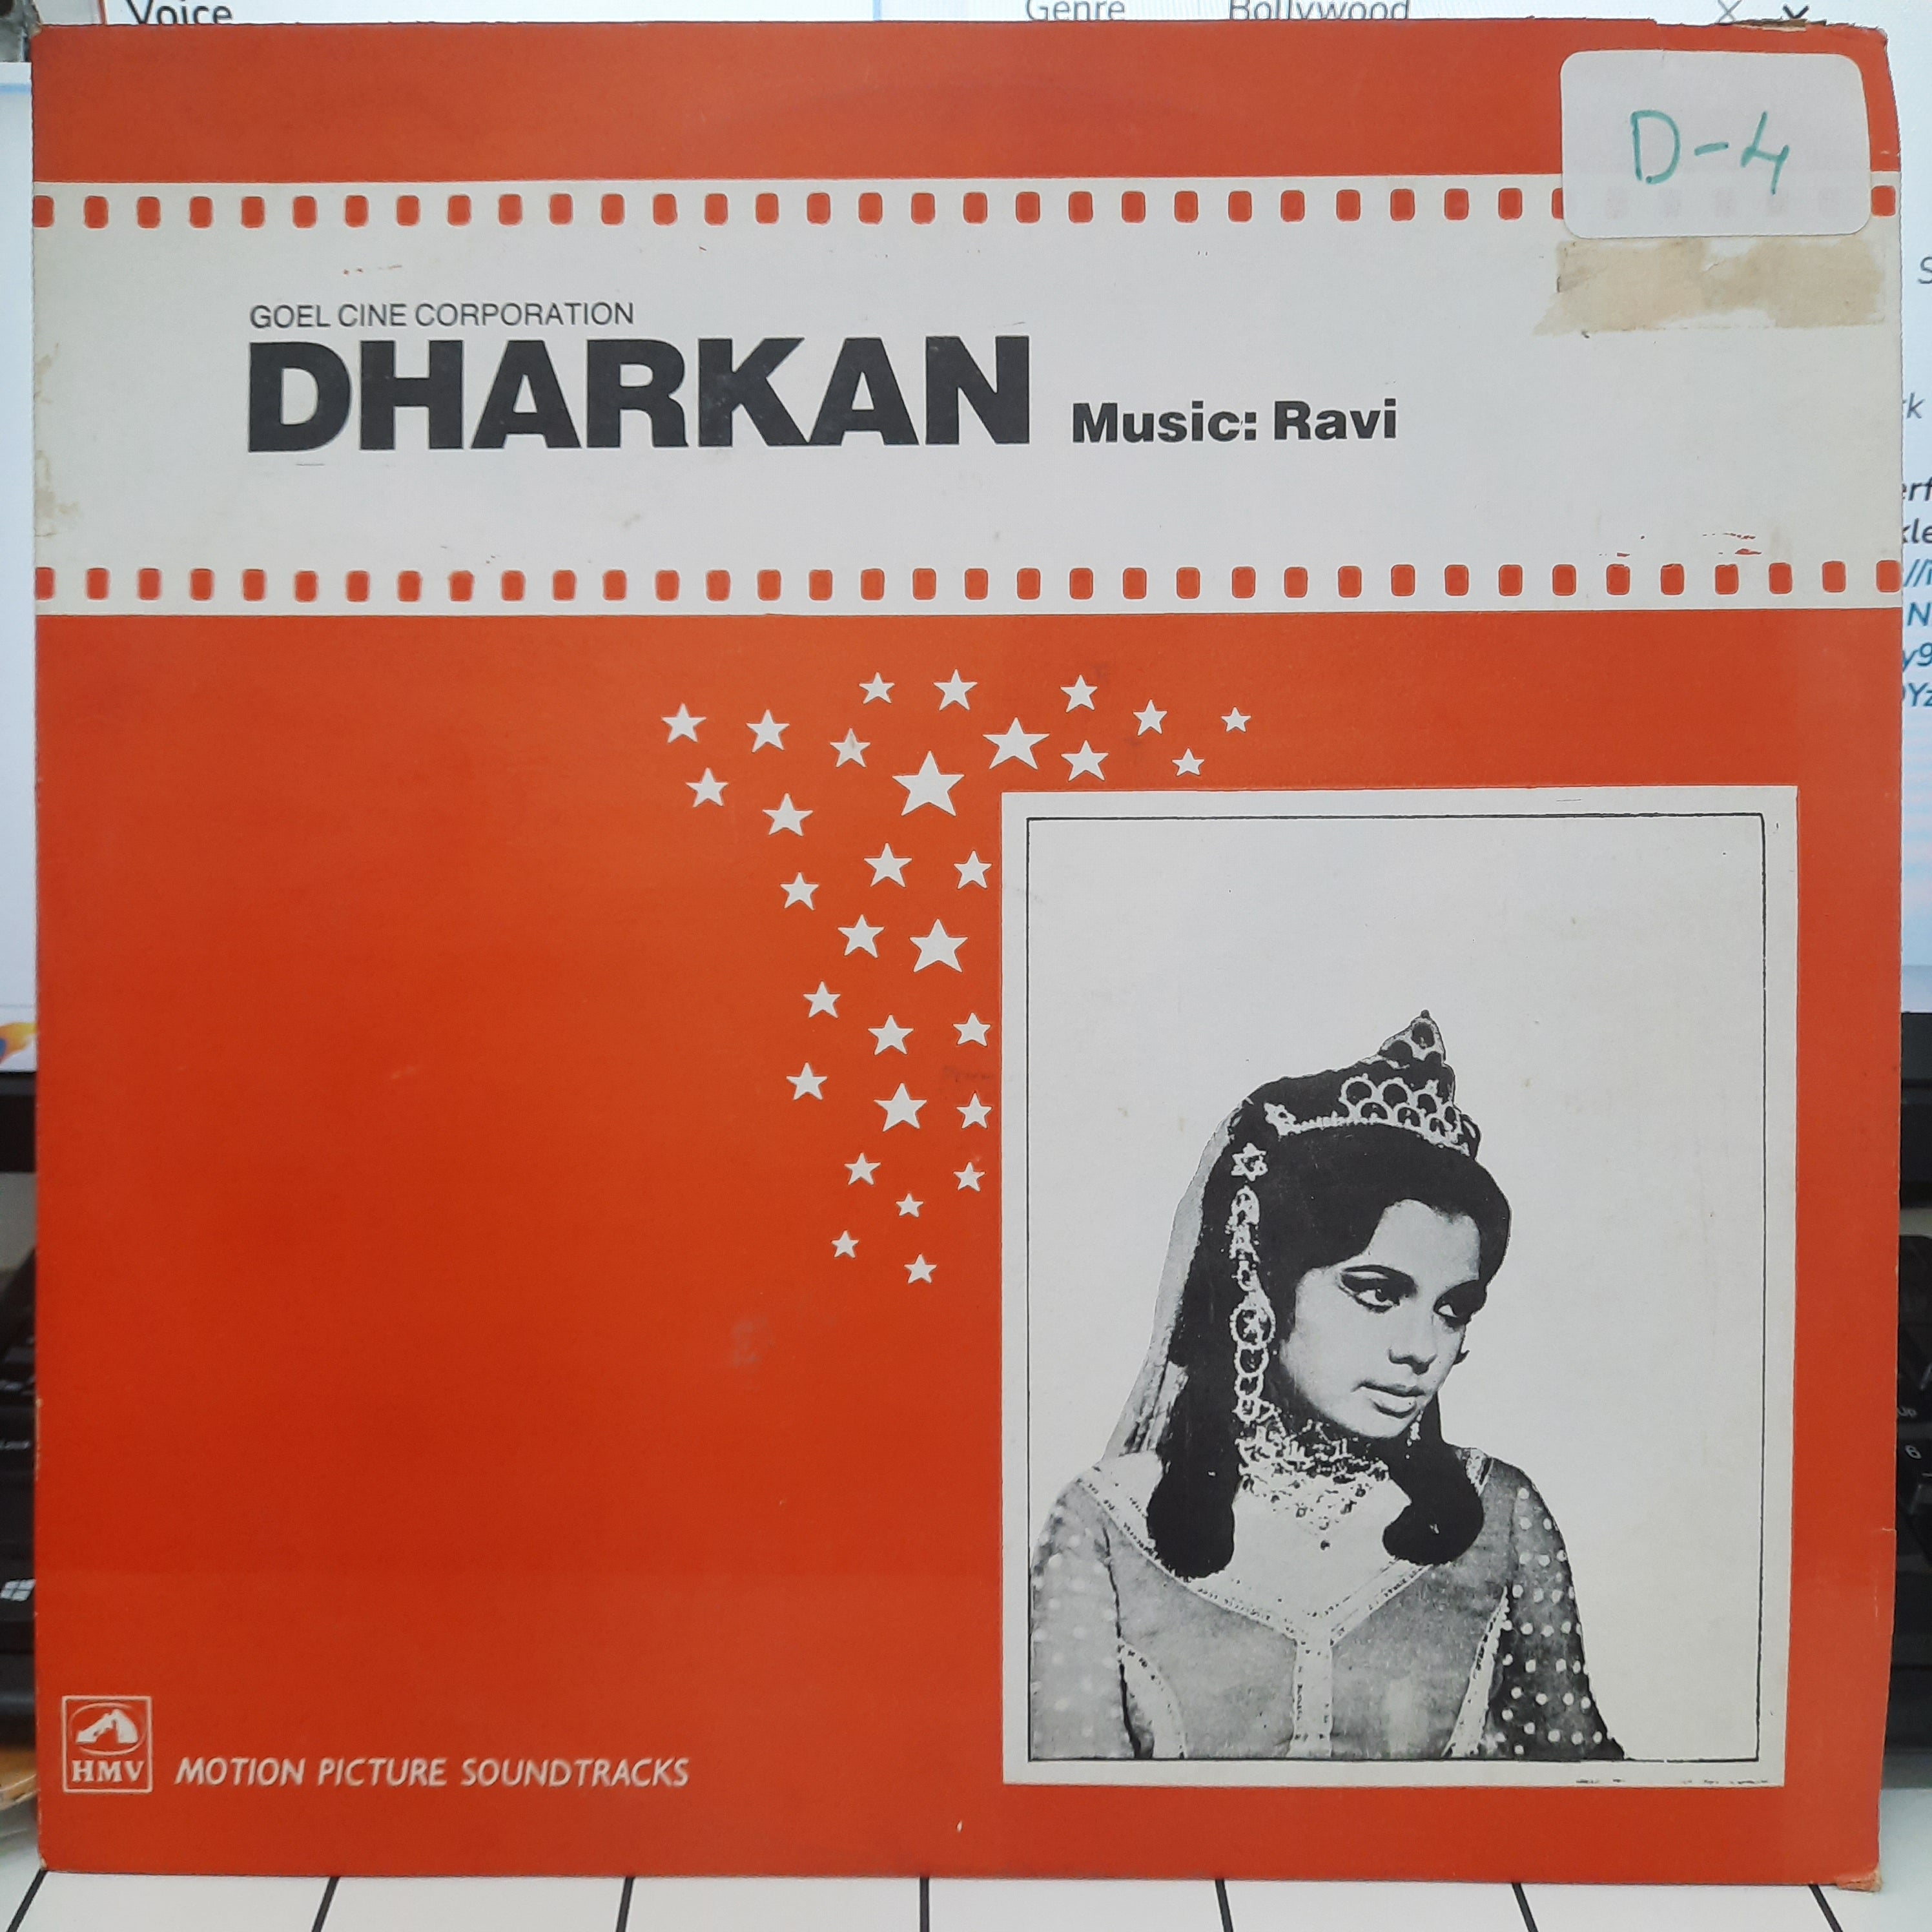 Voice
Genre Bollywood
D-4
GOEL CINE CORPORATION
DHARKAN Music: Ravi
HMV
MOTION PICTURE SOUNDTRACKS